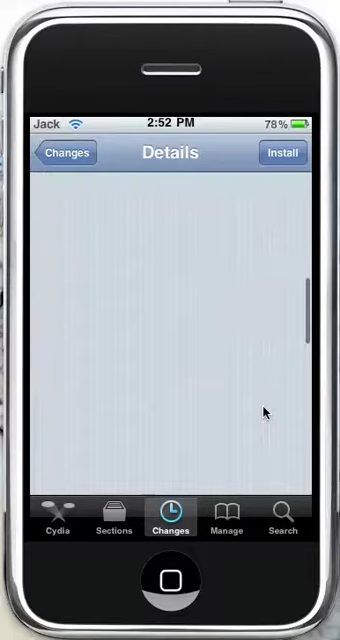 Jack 2:52 PM 78%
Changes Details Install
Cydia Sections Changes Manage Search